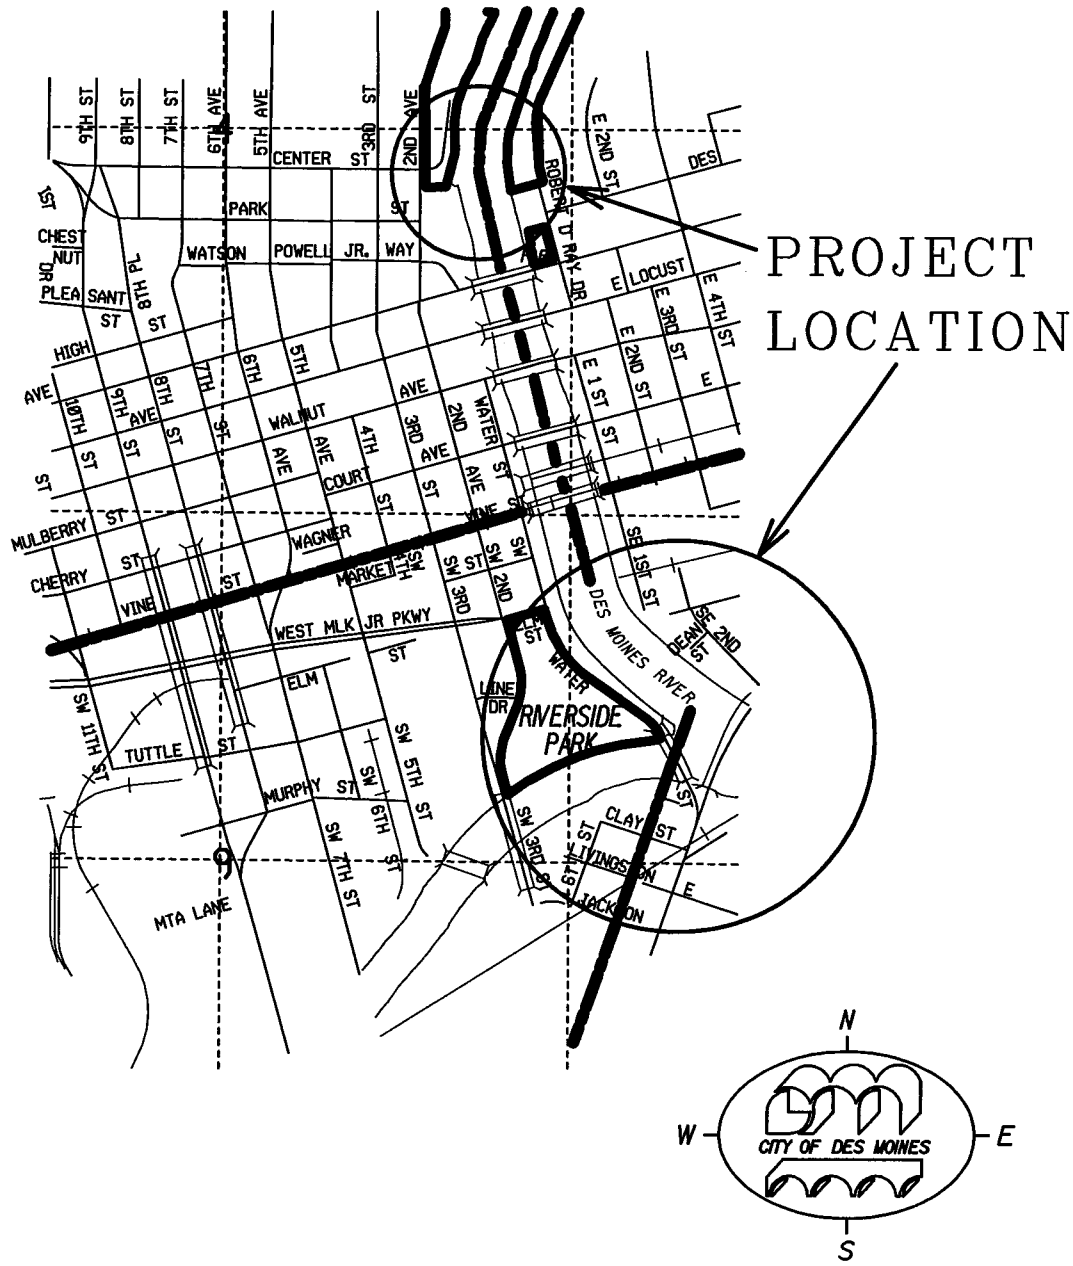 9TH ST
8TH ST
7TH ST
6TH AVE
5TH AVE
3RD ST
2ND AVE
E 2ND ST
DES
CENTER ST
ROBERT D RAY DR
1ST
PARK ST
CHEST
NUT
DR
WATSON POWELL JR. WAY
PROJECT
LOCATION
8TH PL
PLEASANT
ST
ST
E LOCUST
E 3RD ST
E 4TH ST
E 2ND ST
E 1 ST
ST
E
HIGH
AVE
10TH
ST
9TH
ST
8TH
ST
7TH
ST
6TH
AVE
5TH
AVE
AVE
WALNUT
AVE
4TH
ST
3RD
ST
2ND
AVE
WATER
ST
COURT
AVE
ST
MULBERRY ST
CHERRY ST
VINE ST
WAGNER
MARKET ST
VINE ST
SW
4TH
SW 3RD
SW 2ND
SW
SE 1ST ST
SE 2ND
DEAN
ST
WEST MLK JR PKWY
ELM
ST
ELM
ST
WATER
ST
DES MOINES RIVER
LINE
DR
RIVERSIDE
PARK
SW 11TH ST
TUTTLE ST
MURPHY ST
SW 5TH ST
SW 6TH ST
SW 7TH ST
SW 3RD S
CLAY ST
6TH ST
LIVINGSTON
E
JACKSON
9
MTA LANE
N
W
E
CITY OF DES MOINES
S